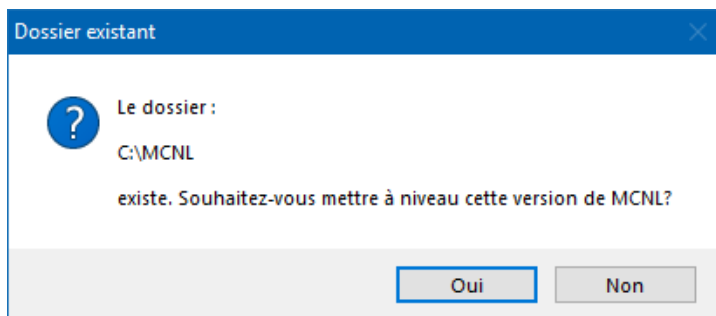 Dossier existant
Le dossier :
C:\MCNL
existe. Souhaitez-vous mettre à niveau cette version de MCNL?
Oui
Non